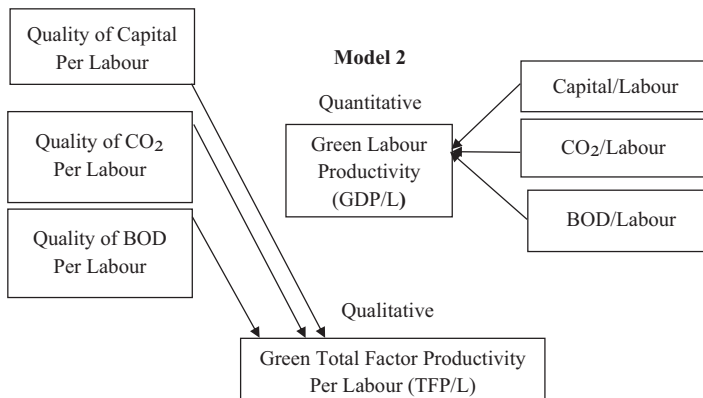 Quality of Capital
Per Labour
Model 2
Capital/Labour
Quantitative
Quality of CO₂
Per Labour
Green Labour
Productivity
(GDP/L)
CO₂/Labour
Quality of BOD
Per Labour
BOD/Labour
Qualitative
Green Total Factor Productivity
Per Labour (TFP/L)